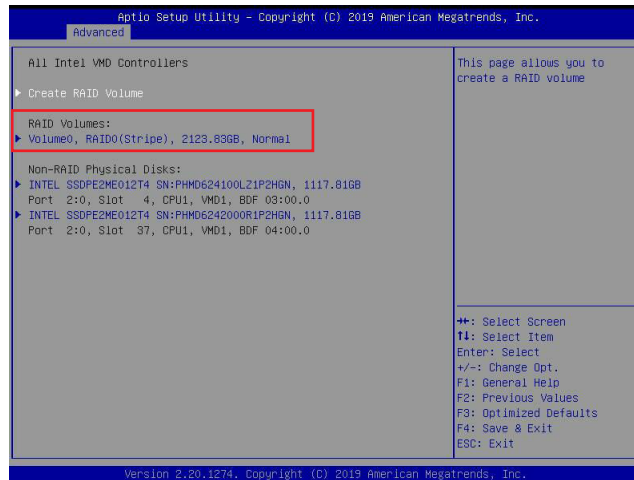 Aptio Setup Utility – Copyright (C) 2019 American Megatrends, Inc.
Advanced
All Intel VMD Controllers
Create RAID Volume
RAID Volumes:
Volume0, RAID0(Stripe), 2123.83GB, Normal
Non-RAID Physical Disks:
INTEL SSDPE2ME012T4 SN:PHMD624100LZ1P2HGN, 1117.81GB
Port 2:0, Slot 4, CPU1, VMD1, BDF 03:00.0
INTEL SSDPE2ME012T4 SN:PHMD6242000R1P2HGN, 1117.81GB
Port 2:0, Slot 37, CPU1, VMD1, BDF 04:00.0
This page allows you to
create a RAID volume
→←: Select Screen
↑↓: Select Item
Enter: Select
+/-: Change Opt.
F1: General Help
F2: Previous Values
F3: Optimized Defaults
F4: Save & Exit
ESC: Exit
Version 2.20.1274. Copyright (C) 2019 American Megatrends, Inc.